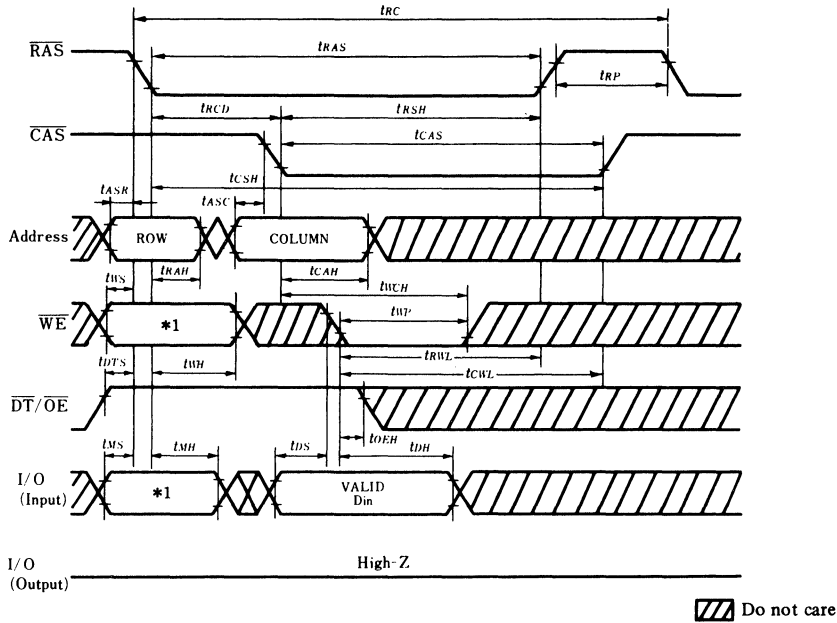 tRC
RAS
tRAS
tRP
tRCD
tRSH
CAS
tCAS
tCSH
tASR
tASC
Address
ROW
COLUMN
tRAH
tCAH
tWS
tWCH
tWP
WE
*1
tRWL
tDTS
tWH
tCWL
DT/OE
tOEH
tMS
tMH
tDS
tDH
I/O
(Input)
*1
VALID
Din
I/O
(Output)
High-Z
Do not care